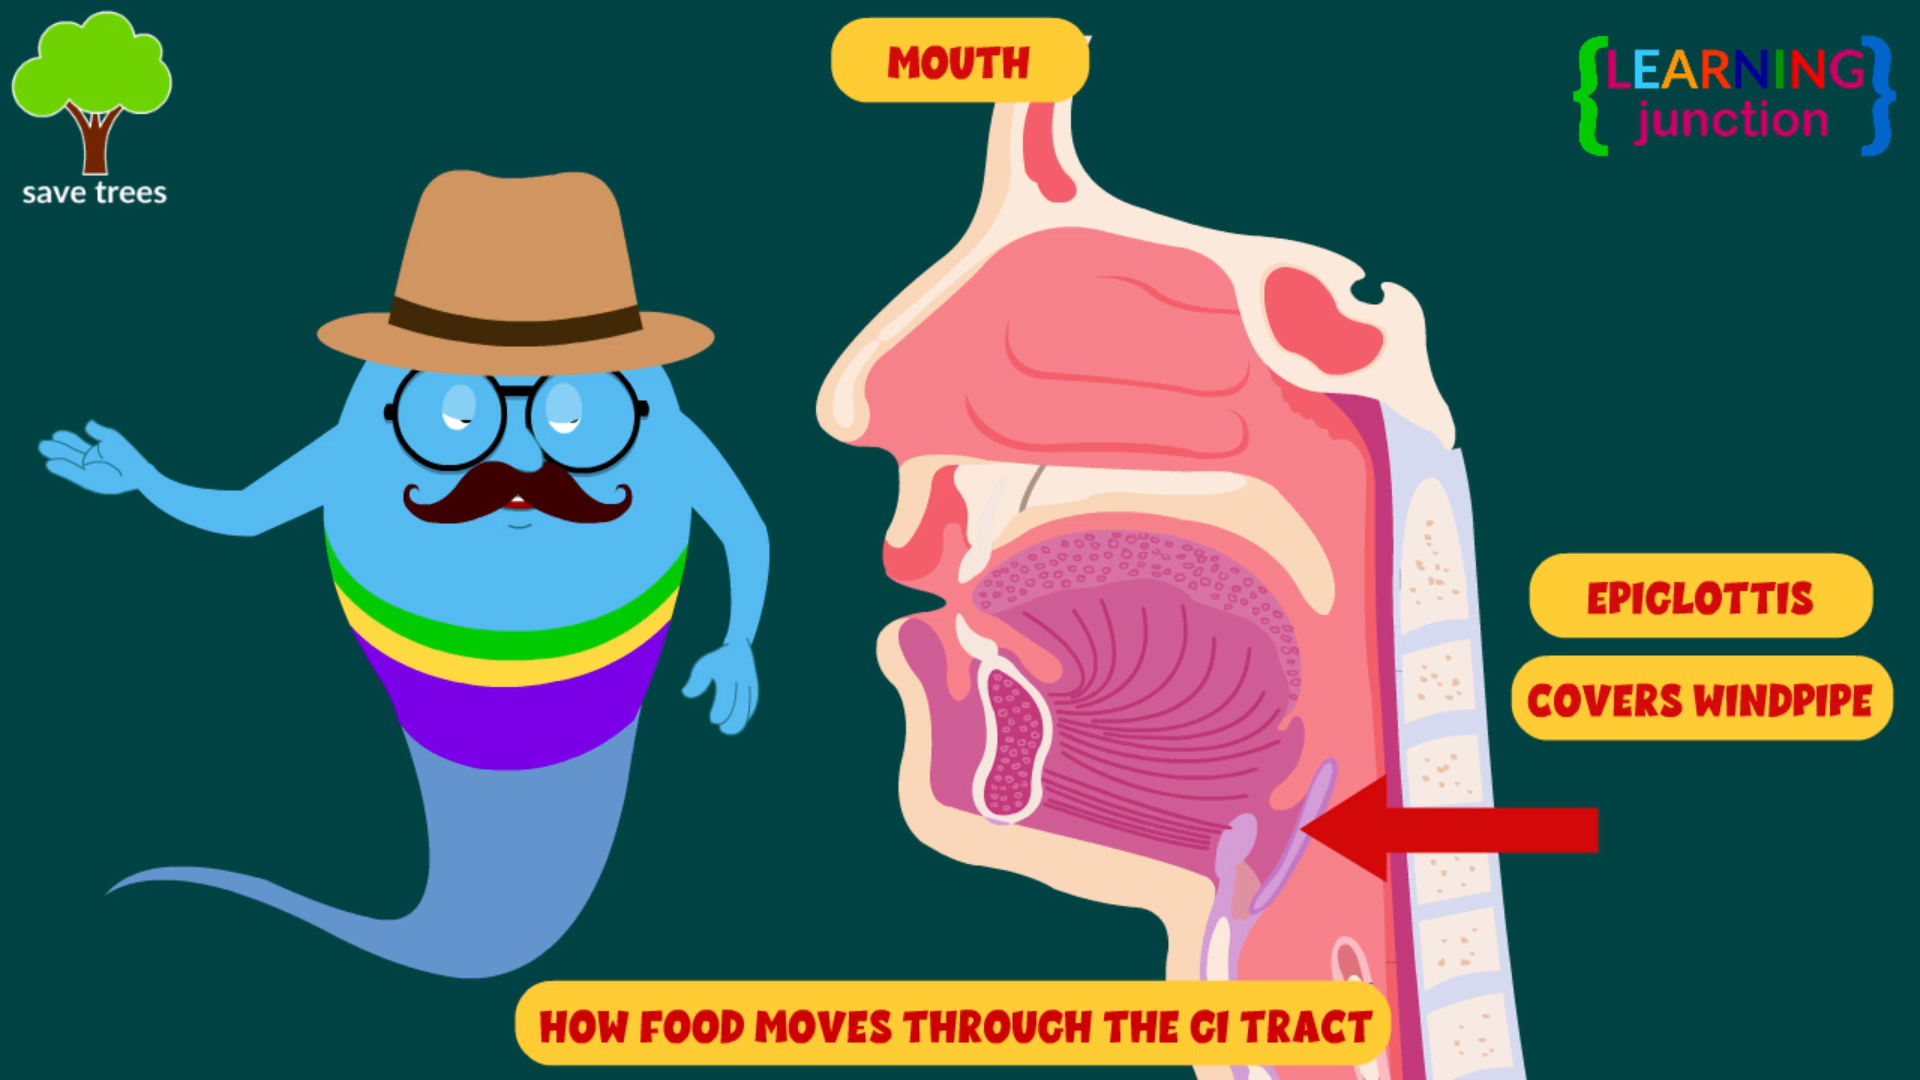 MOUTH
LEARNING
junction
save trees
EPIGLOTTIS
COVERS WINDPIPE
HOW FOOD MOVES THROUGH THE GI TRACT